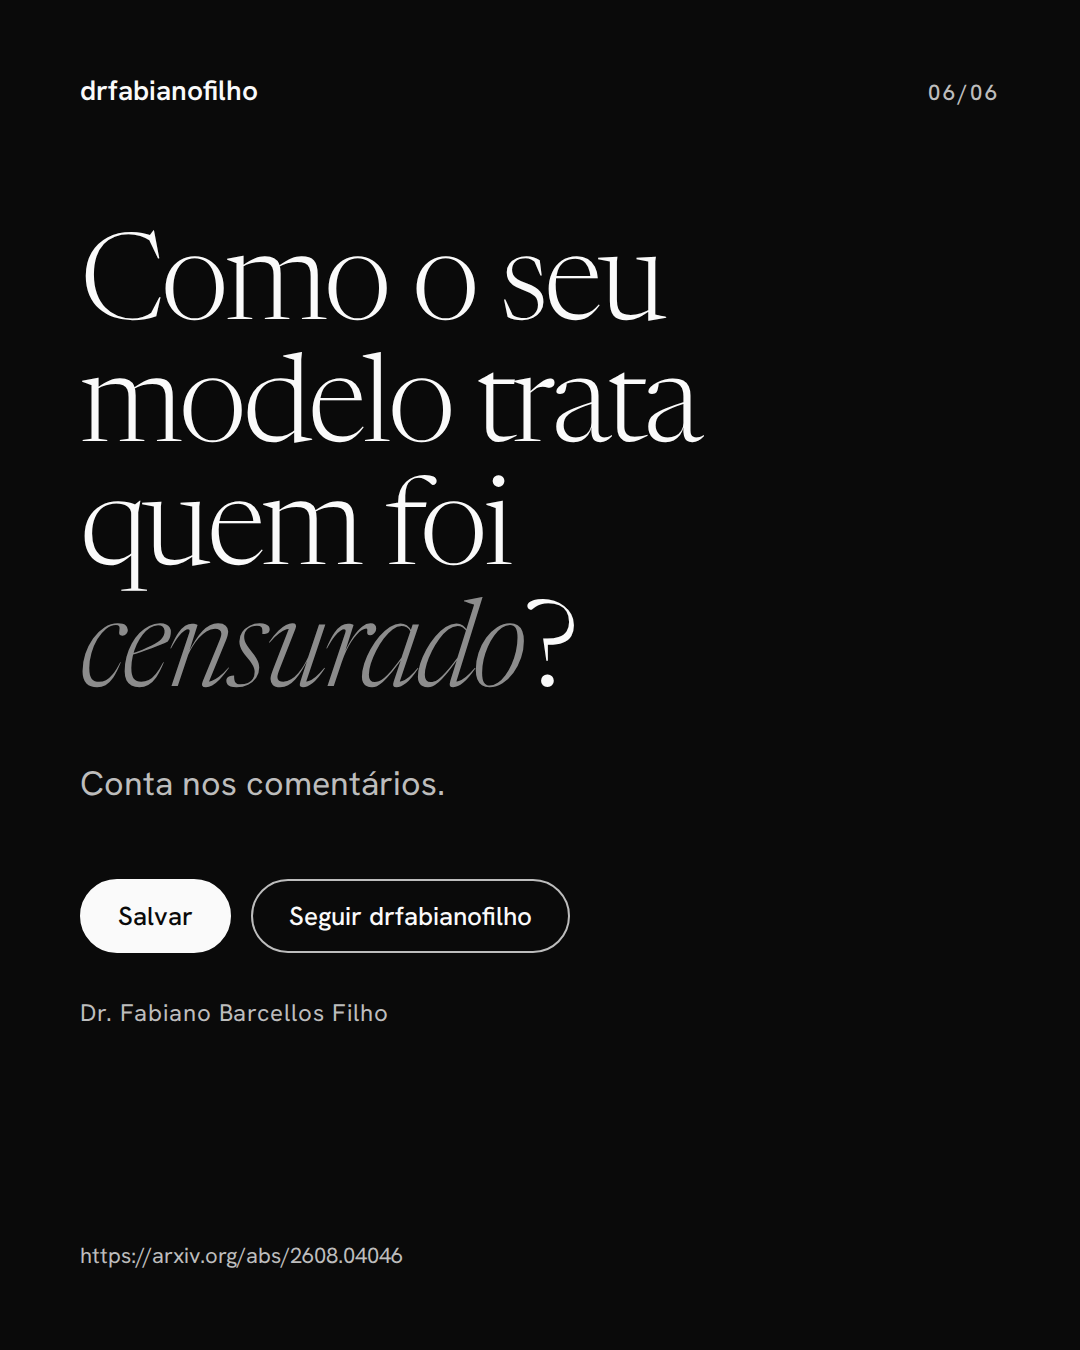 drfabianofilho
06/06
Como o seu
modelo trata
quem foi
censurado?
Conta nos comentários.
Salvar
Seguir drfabianofilho
Dr. Fabiano Barcellos Filho
https://arxiv.org/abs/2608.04046